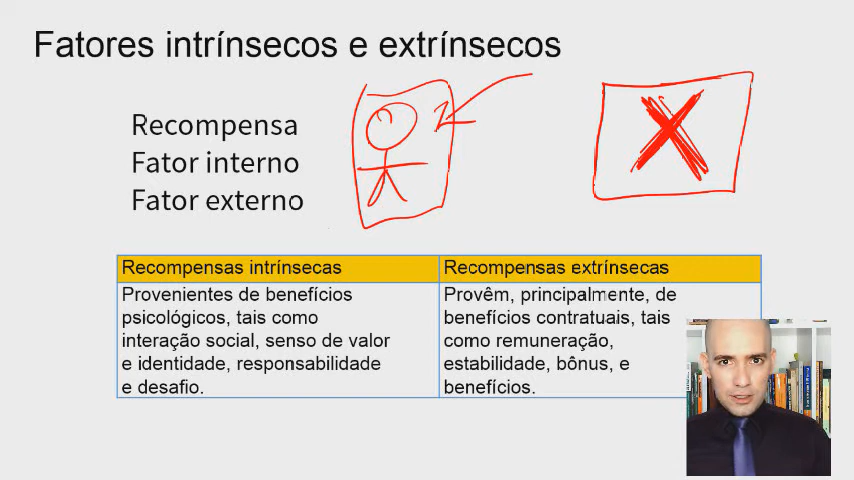 Fatores intrínsecos e extrínsecos
Recompensa
Fator interno
Fator externo
Recompensas intrínsecas
Provenientes de benefícios
psicológicos, tais como
interação social, senso de valor
e identidade, responsabilidade
e desafio.
Recompensas extrínsecas
Provêm, principalmente, de
benefícios contratuais, tais
como remuneração,
estabilidade, bônus, e
benefícios.